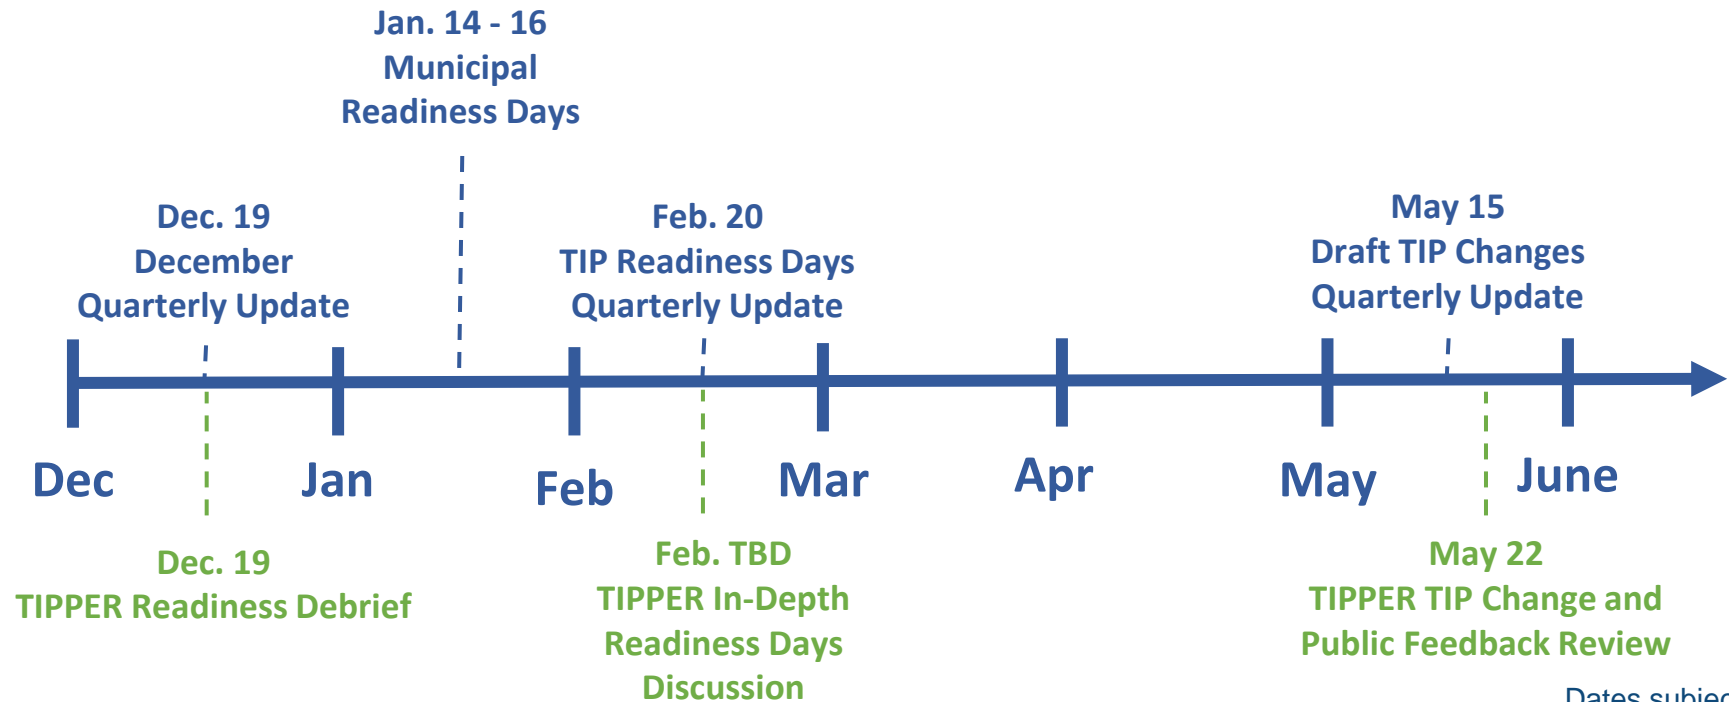 Jan. 14 - 16
Municipal
Readiness Days
Dec. 19
December
Quarterly Update
Feb. 20
TIP Readiness Days
Quarterly Update
May 15
Draft TIP Changes
Quarterly Update
Dec
Jan
Feb
Mar
Apr
May
June
Dec. 19
TIPPER Readiness Debrief
Feb. TBD
TIPPER In-Depth
Readiness Days
Discussion
May 22
TIPPER TIP Change and
Public Feedback Review
Dates